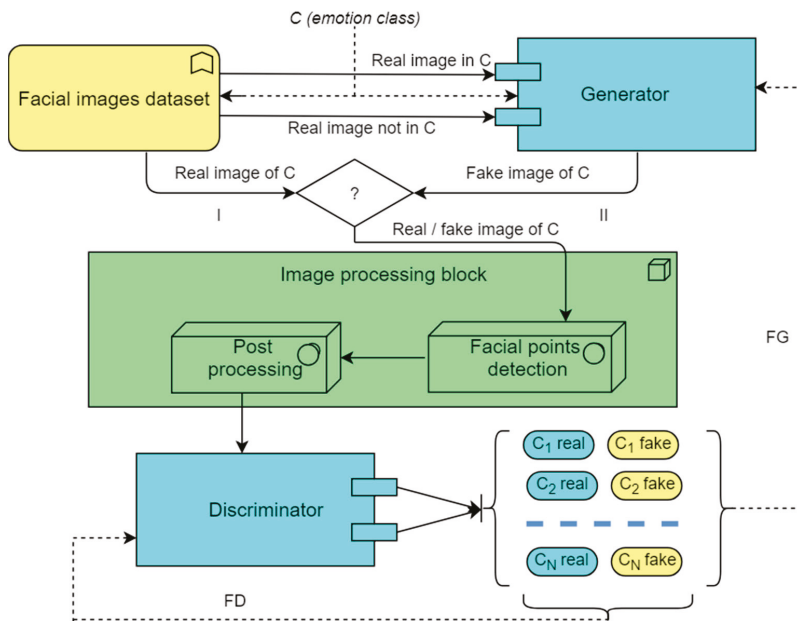 C (emotion class)
Real image in C
Facial images dataset
Generator
Real image not in C
Real image of C
Fake image of C
?
I
II
Real / fake image of C
Image processing block
FG
Post
processing
Facial points
detection
C1 real
C1 fake
C2 real
C2 fake
Discriminator
CN real
CN fake
FD